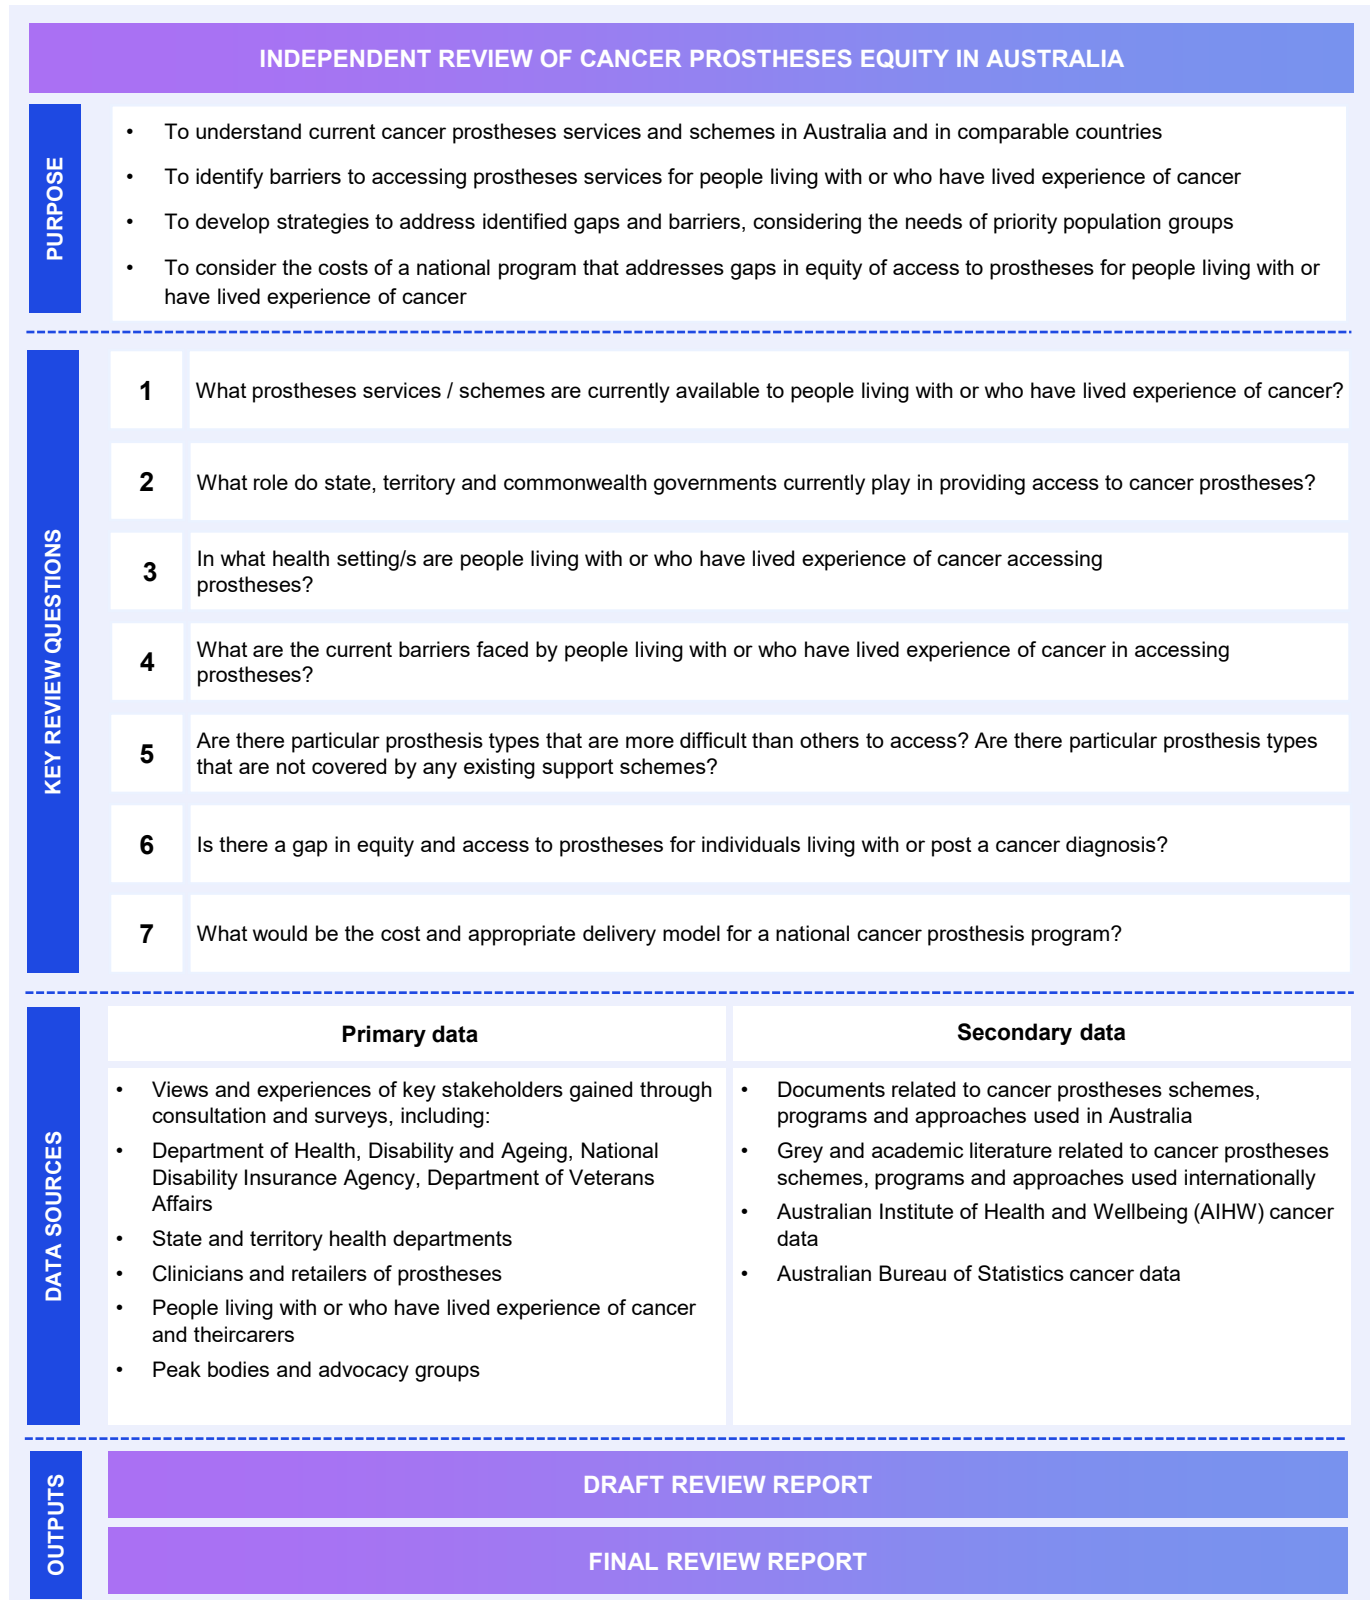 INDEPENDENT REVIEW OF CANCER PROSTHESES EQUITY IN AUSTRALIA
PURPOSE
• To understand current cancer prostheses services and schemes in Australia and in comparable countries
• To identify barriers to accessing prostheses services for people living with or who have lived experience of cancer
• To develop strategies to address identified gaps and barriers, considering the needs of priority population groups
• To consider the costs of a national program that addresses gaps in equity of access to prostheses for people living with or
have lived experience of cancer
KEY REVIEW QUESTIONS
1 What prostheses services / schemes are currently available to people living with or who have lived experience of cancer?
2 What role do state, territory and commonwealth governments currently play in providing access to cancer prostheses?
3 In what health setting/s are people living with or who have lived experience of cancer accessing
prostheses?
4 What are the current barriers faced by people living with or who have lived experience of cancer in accessing
prostheses?
5 Are there particular prosthesis types that are more difficult than others to access? Are there particular prosthesis types
that are not covered by any existing support schemes?
6 Is there a gap in equity and access to prostheses for individuals living with or post a cancer diagnosis?
7 What would be the cost and appropriate delivery model for a national cancer prosthesis program?
DATA SOURCES
Primary data
• Views and experiences of key stakeholders gained through
consultation and surveys, including:
• Department of Health, Disability and Ageing, National
Disability Insurance Agency, Department of Veterans
Affairs
• State and territory health departments
• Clinicians and retailers of prostheses
• People living with or who have lived experience of cancer
and theircarers
• Peak bodies and advocacy groups
Secondary data
• Documents related to cancer prostheses schemes,
programs and approaches used in Australia
• Grey and academic literature related to cancer prostheses
schemes, programs and approaches used internationally
• Australian Institute of Health and Wellbeing (AIHW) cancer
data
• Australian Bureau of Statistics cancer data
OUTPUTS
DRAFT REVIEW REPORT
FINAL REVIEW REPORT